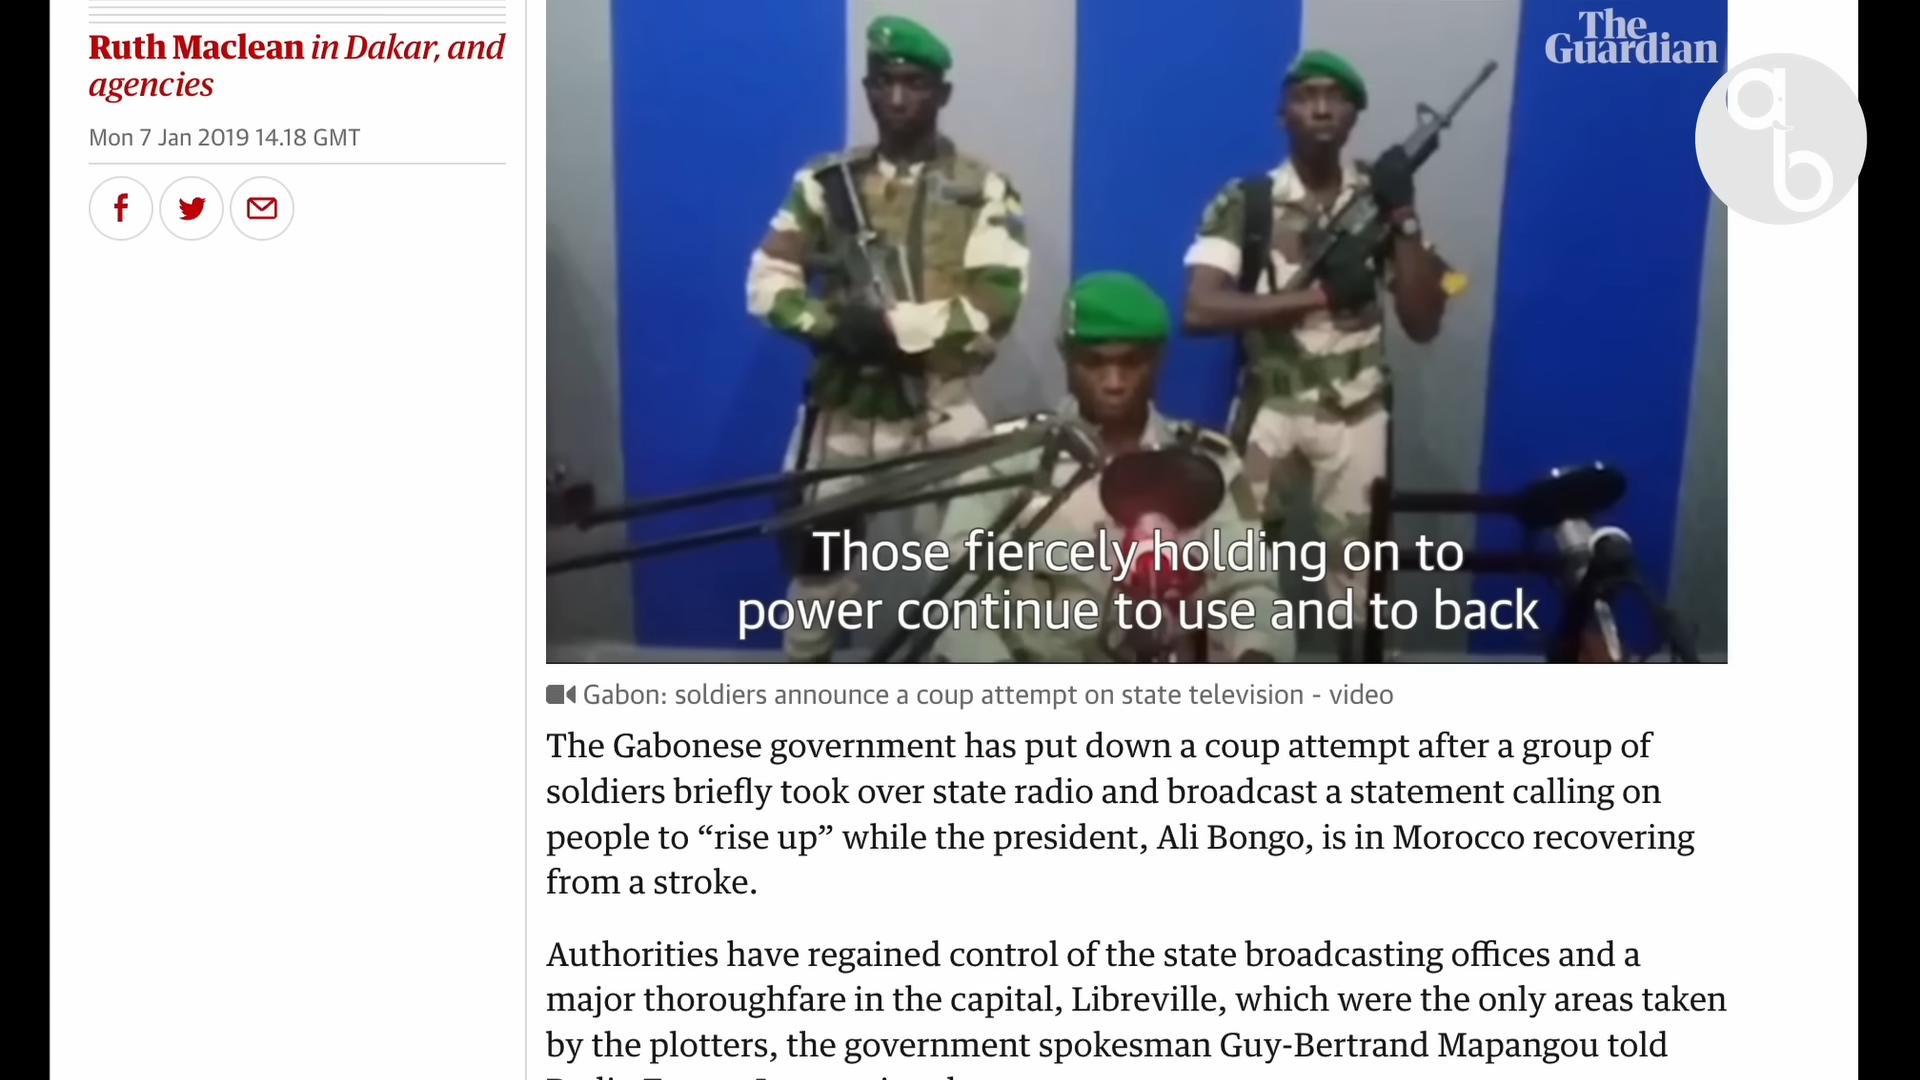 Ruth Maclean in Dakar, and
agencies
Mon 7 Jan 2019 14.18 GMT
The
Guardian
ab
Those fiercely holding on to
power continue to use and to back
Gabon: soldiers announce a coup attempt on state television - video
The Gabonese government has put down a coup attempt after a group of
soldiers briefly took over state radio and broadcast a statement calling on
people to “rise up” while the president, Ali Bongo, is in Morocco recovering
from a stroke.
Authorities have regained control of the state broadcasting offices and a
major thoroughfare in the capital, Libreville, which were the only areas taken
by the plotters, the government spokesman Guy-Bertrand Mapangou told